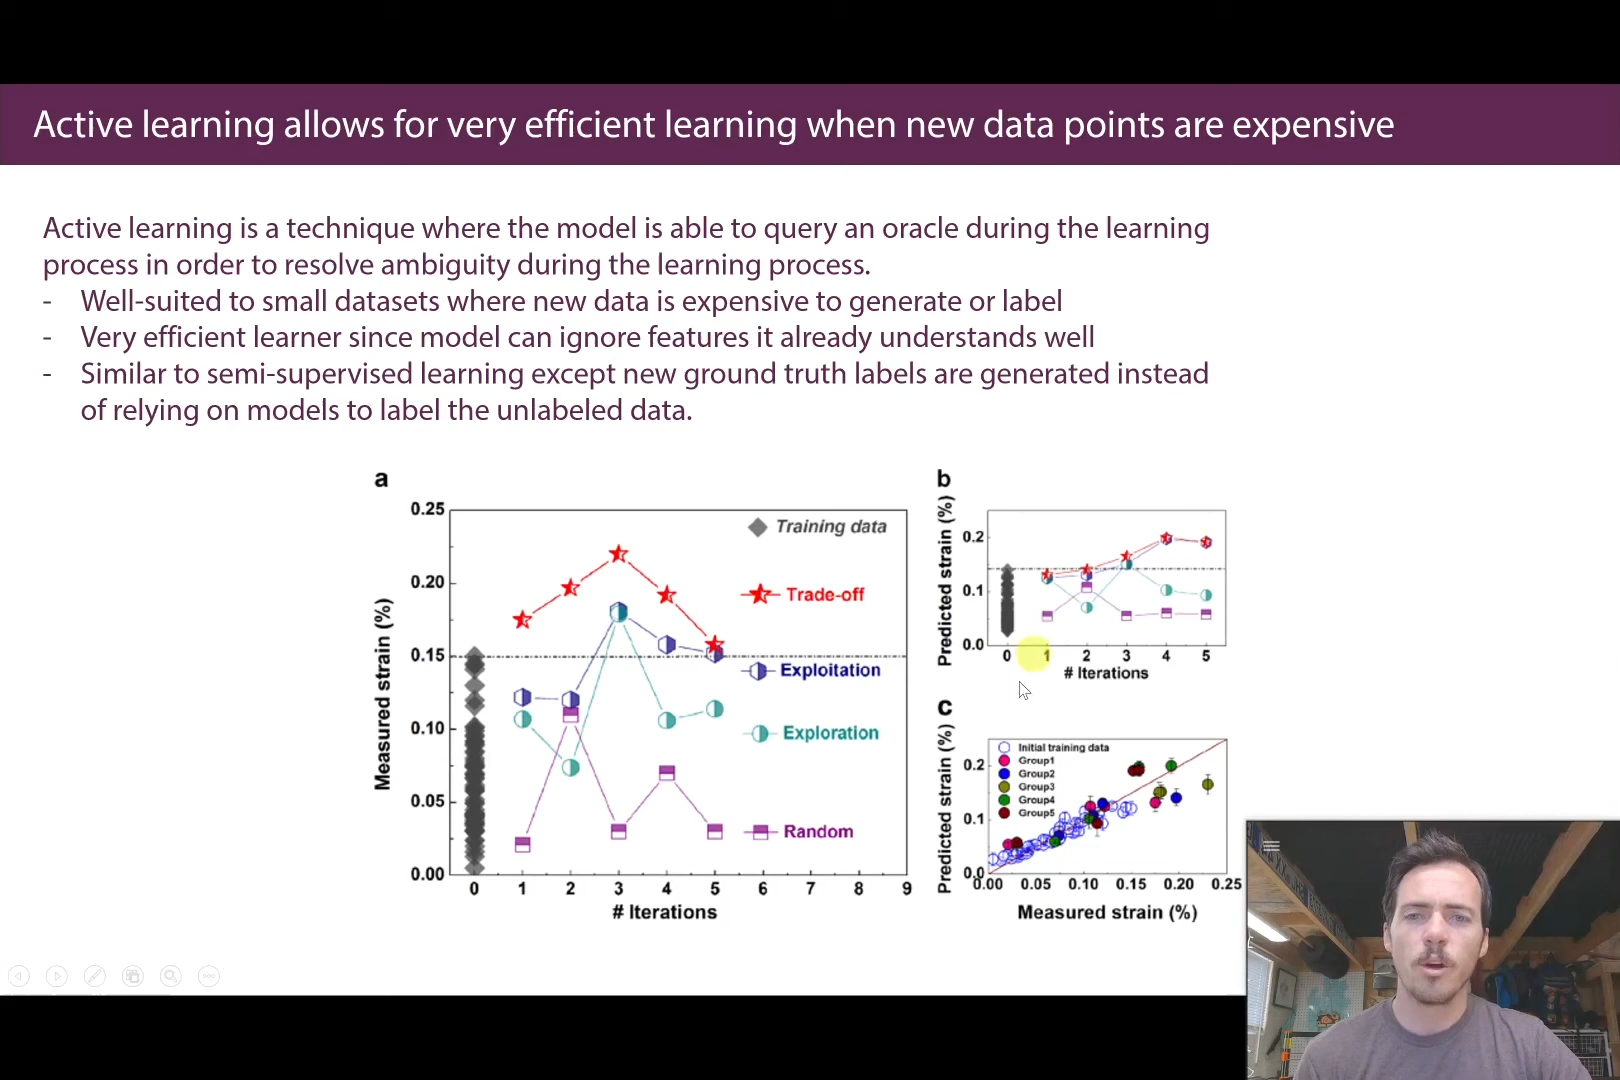 Active learning allows for very efficient learning when new data points are expensive
Active learning is a technique where the model is able to query an oracle during the learning
process in order to resolve ambiguity during the learning process.
- Well-suited to small datasets where new data is expensive to generate or label
- Very efficient learner since model can ignore features it already understands well
- Similar to semi-supervised learning except new ground truth labels are generated instead
of relying on models to label the unlabeled data.
a
Measured strain (%)
0.25
0.20
0.15
0.10
0.05
0.00
Training data
Trade-off
Exploitation
Exploration
Random
0 1 2 3 4 5 6 7 8 9
# Iterations
b
Predicted strain (%)
0.2
0.1
0.0
0 1 2 3 4 5
# Iterations
c
Predicted strain (%)
0.2
0.1
0.0
Initial training data
Group1
Group2
Group3
Group4
Group5
0.00 0.05 0.10 0.15 0.20 0.25
Measured strain (%)